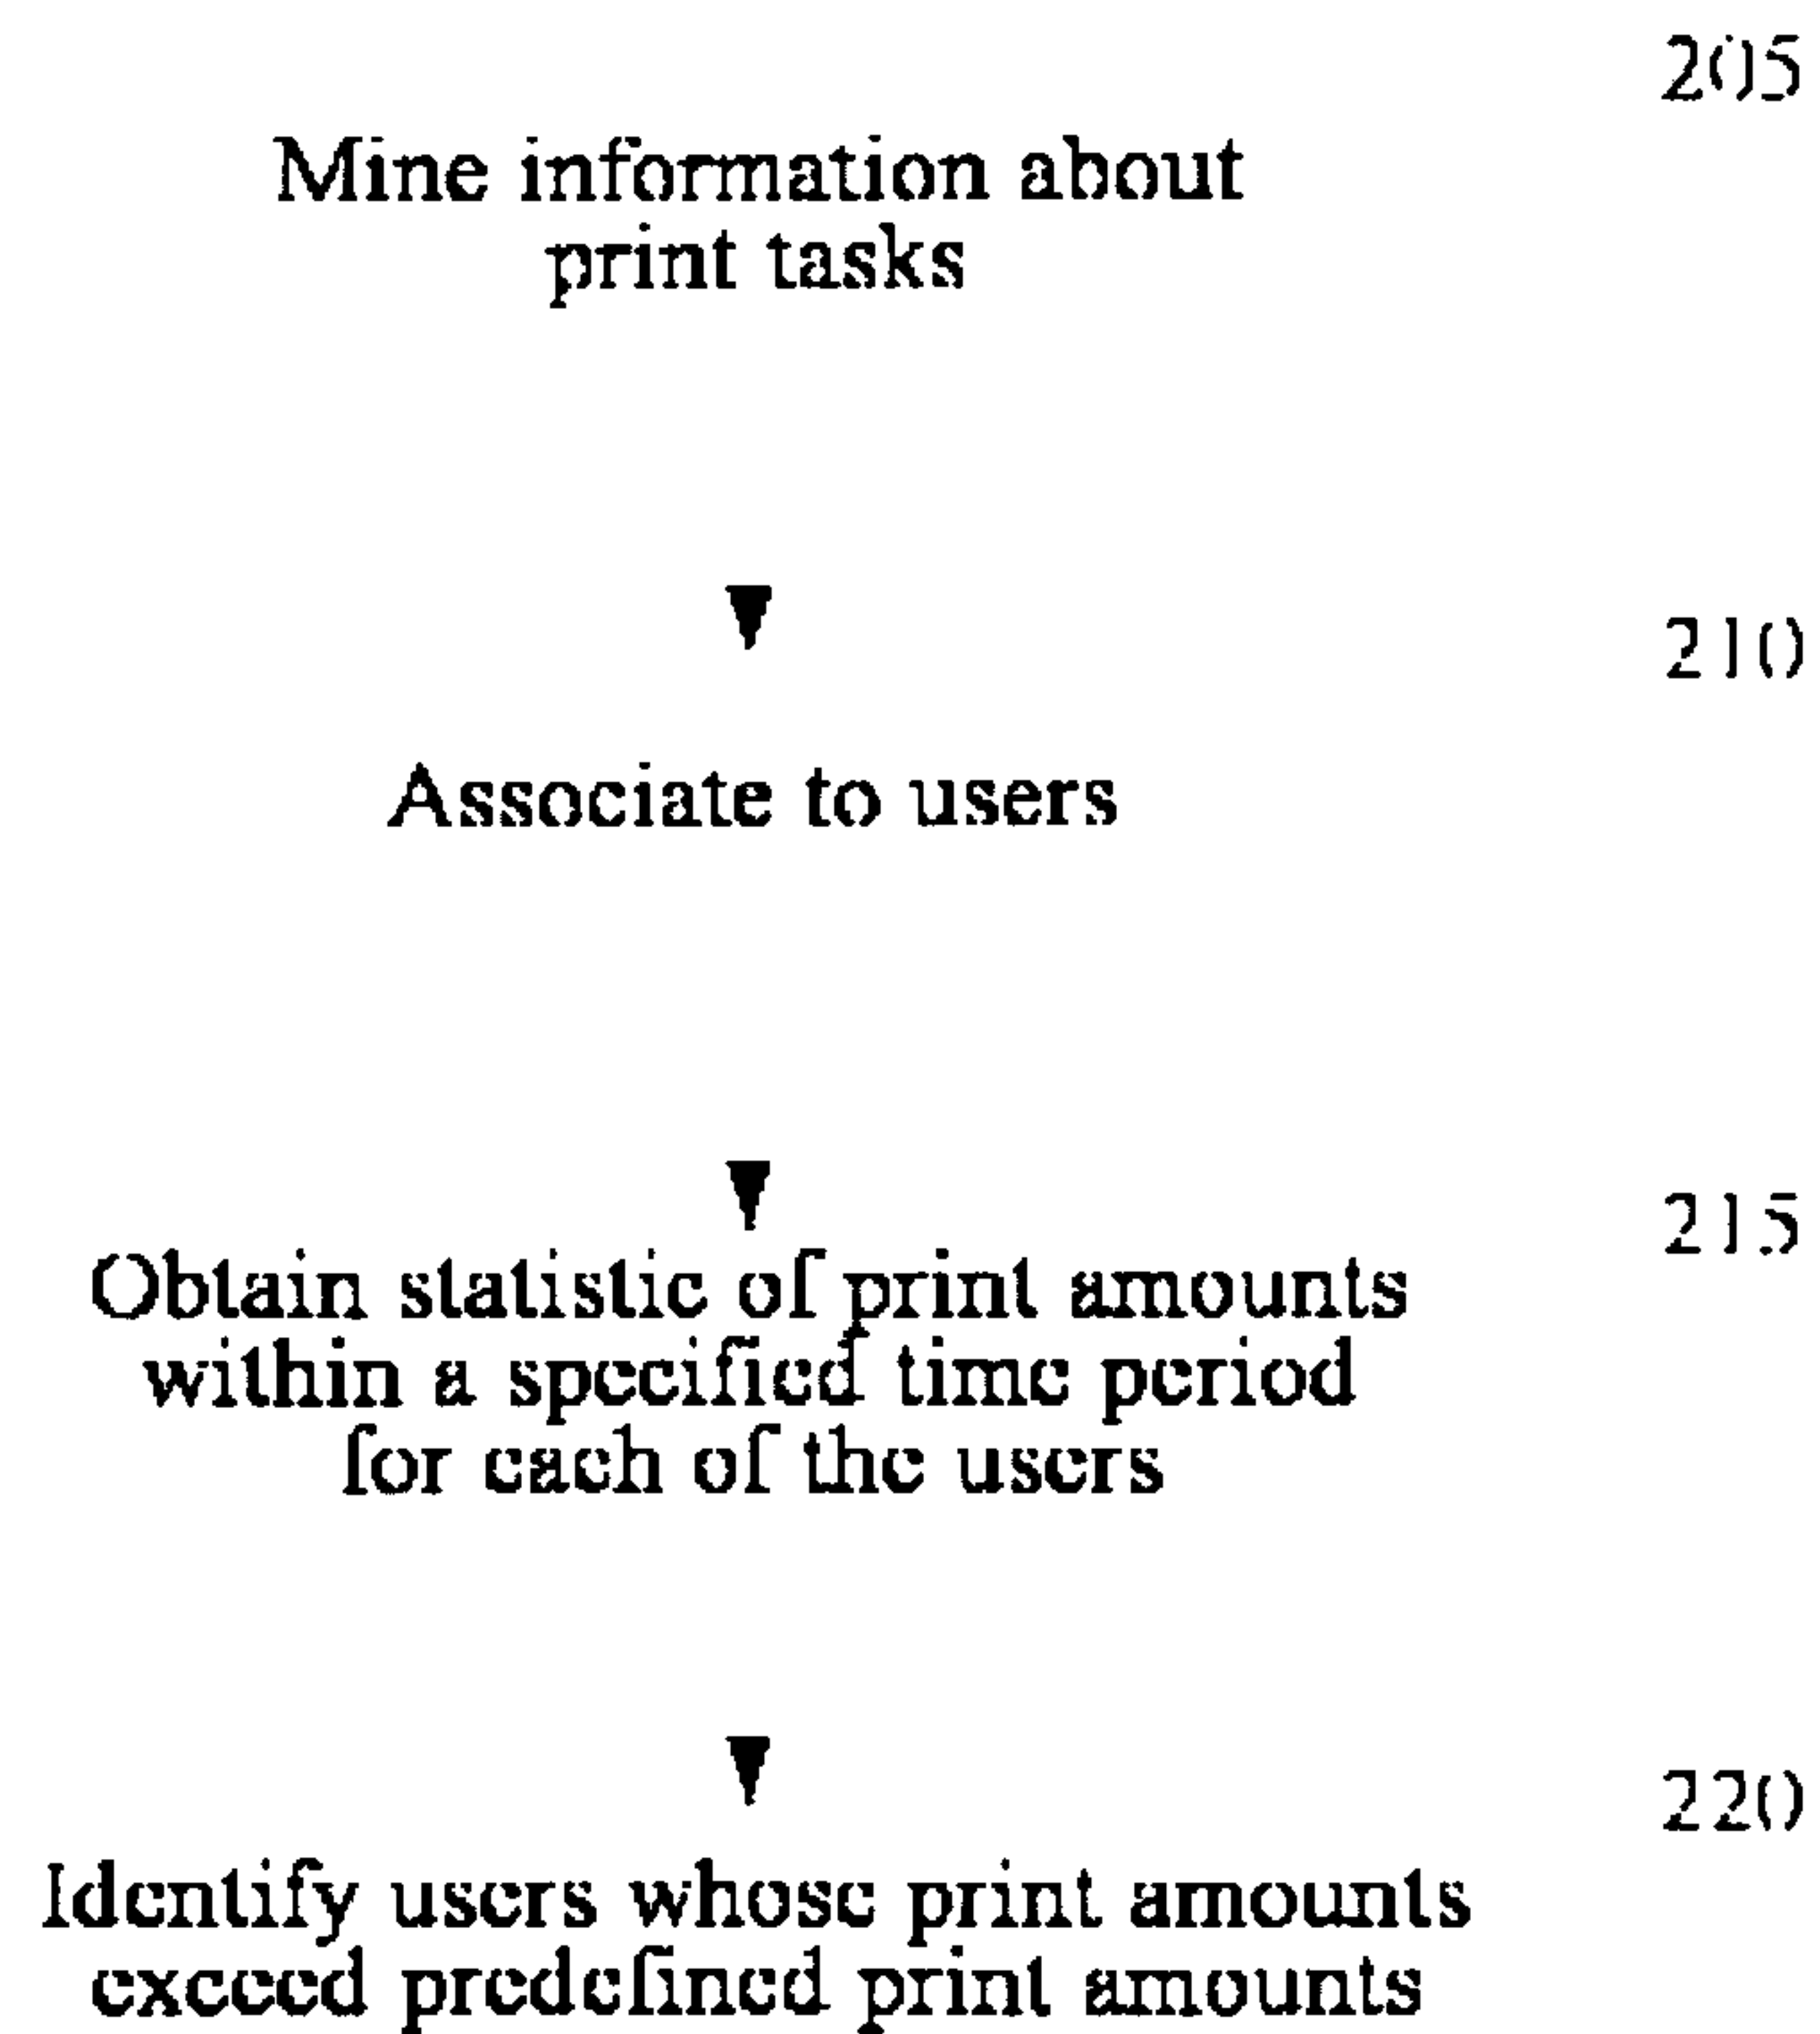 205
Mine information about
print tasks
210
Associate to users
215
Obtain statistic of print amounts
within a specified time period
for each of the users
220
Identify users whose print amounts
exceed predefined print amounts